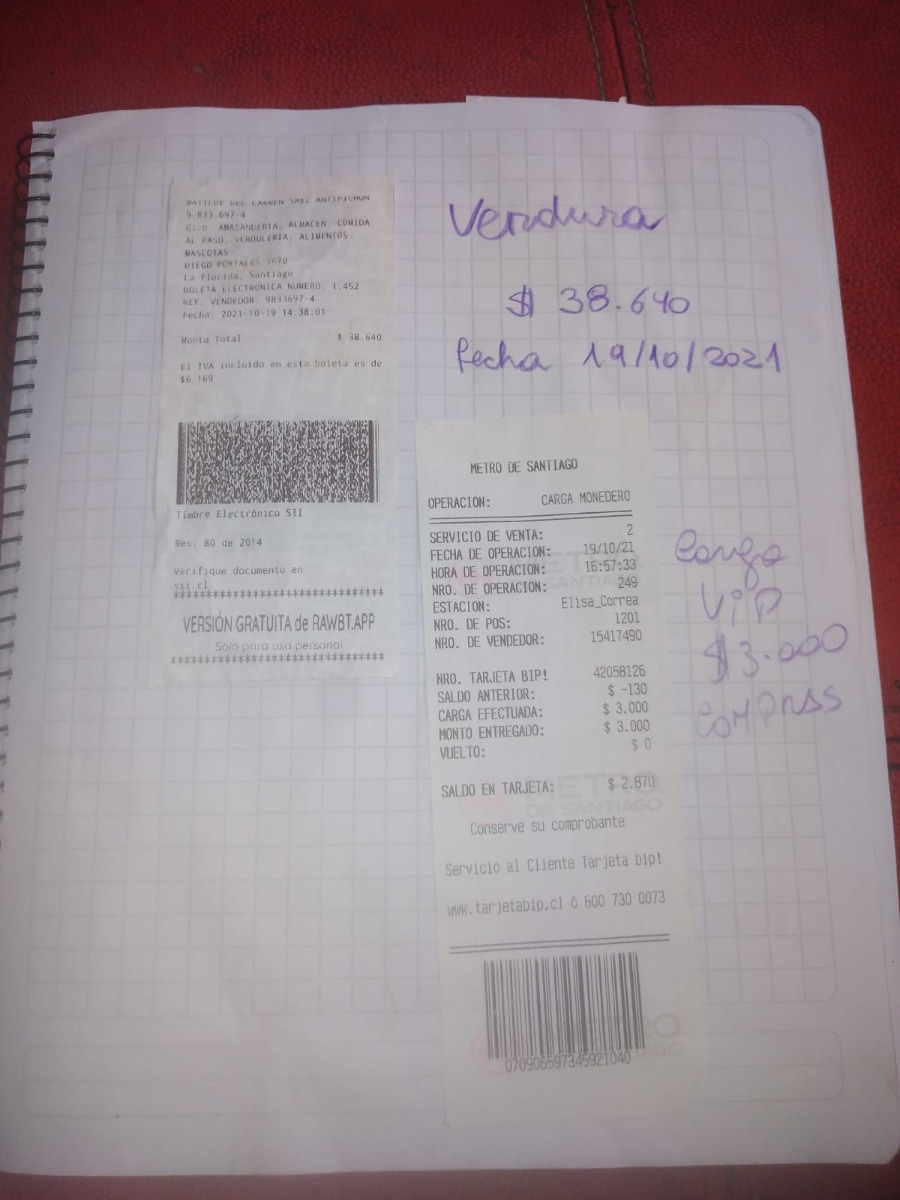 MATILDE DEL CARMEN SAEZ ANTIPICHUN
9.833.697-4
Giro: AMASANDERIA, ALMACEN, COMIDA
AL PASO, VERDULERIA, ALIMENTOS
MASCOTAS
DIEGO PORTALES 1070
La Florida, Santiago
BOLETA ELECTRONICA NUMERO: 1.452
REF. VENDEDOR: 9833697-4
Fecha: 2021-10-19 14:38:01
Monto Total $ 38.640
El IVA incluido en esta boleta es de
$6.169
Timbre Electrónico SII
Res. 80 de 2014
Verifique documento en
sii.cl
********************************
VERSIÓN GRATUITA de RAWBT.APP
Sólo para uso personal
********************************
Verdura
$ 38.640
fecha 19/10/2021
METRO DE SANTIAGO
OPERACION: CARGA MONEDERO
SERVICIO DE VENTA: 2
FECHA DE OPERACION: 19/10/21
HORA DE OPERACION: 16:57:33
NRO. DE OPERACION: 249
ESTACION: Elisa_Correa
NRO. DE POS: 1201
NRO. DE VENDEDOR: 15417490
NRO. TARJETA BIP! 42058126
SALDO ANTERIOR: $ -130
CARGA EFECTUADA: $ 3.000
MONTO ENTREGADO: $ 3.000
VUELTO: $ 0
SALDO EN TARJETA: $ 2.870
Conserve su comprobante
Servicio al Cliente Tarjeta bip!
www.tarjetabip.cl ó 600 730 0073
070906597345921040
Carga
ViP
$3.000
compras